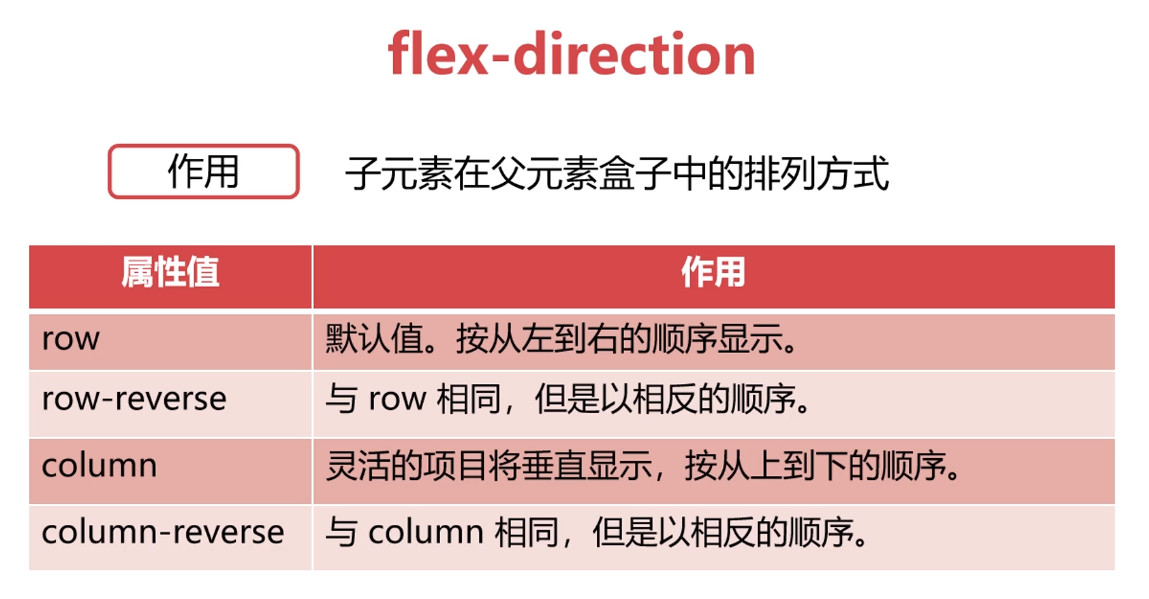 flex-direction
作用 子元素在父元素盒子中的排列方式
属性值 作用
row 默认值。按从左到右的顺序显示。
row-reverse 与 row 相同，但是以相反的顺序。
column 灵活的项目将垂直显示，按从上到下的顺序。
column-reverse 与 column 相同，但是以相反的顺序。